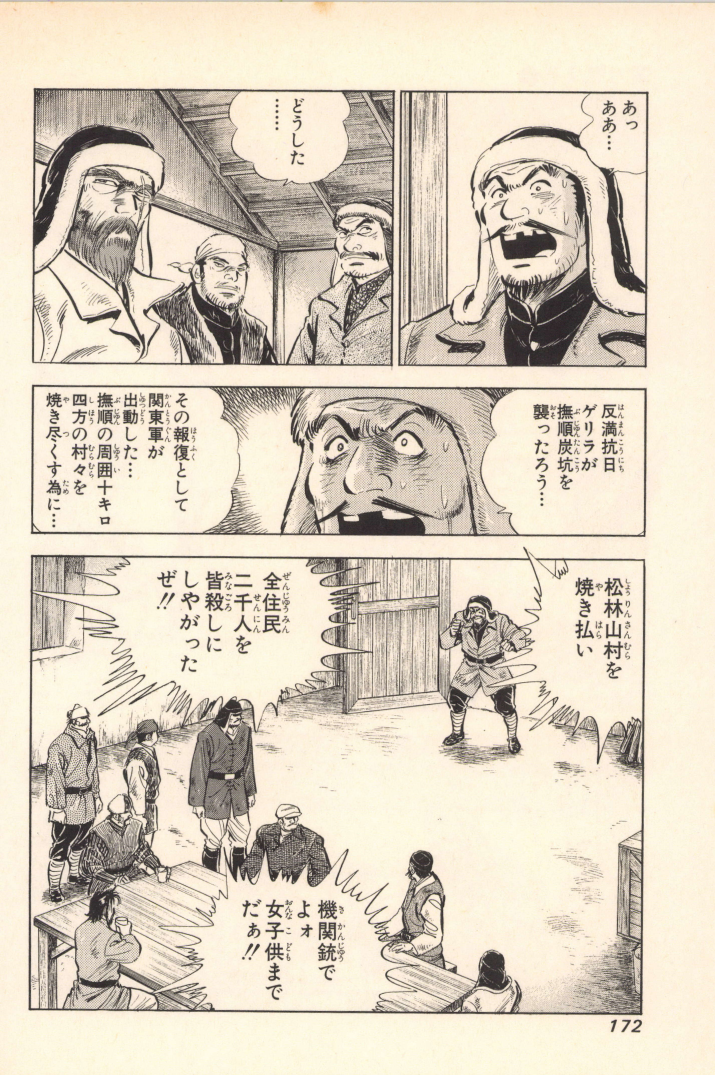 あっ
ああ…
どうした
……
反満抗日
ゲリラが
撫順炭坑を
襲ったろう…
その報復として
関東軍が
出動した…
撫順の周囲十キロ
四方の村々を
焼き尽くす為に…
松林山村を
焼き払い
全住民
二千人を
皆殺しに
しやがった
ぜ!!
機関銃で
よォ
女子供まで
だぁ!!
172